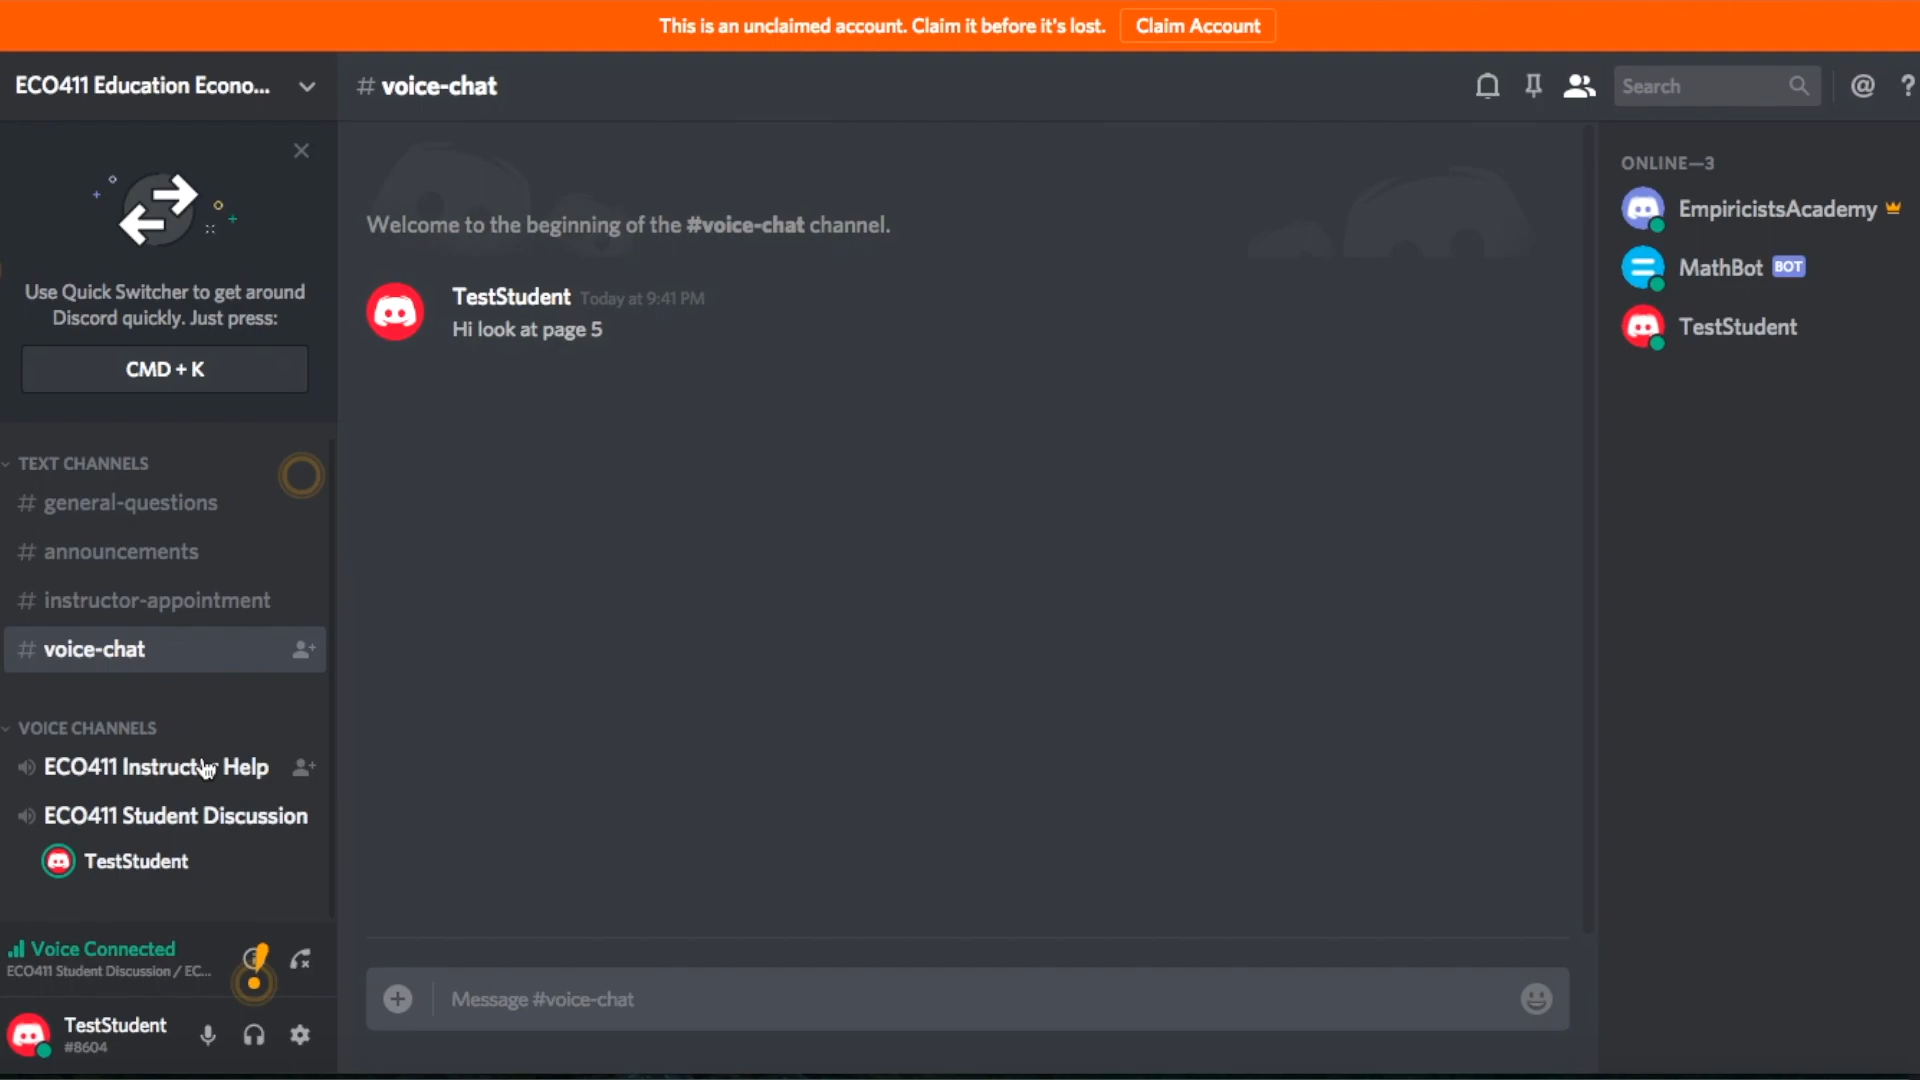 This is an unclaimed account. Claim it before it's lost.
Claim Account
ECO411 Education Econo...
# voice-chat
Search
@ ?
Use Quick Switcher to get around
Discord quickly. Just press:
CMD + K
TEXT CHANNELS
# general-questions
# announcements
# instructor-appointment
# voice-chat
VOICE CHANNELS
ECO411 Instructor Help
ECO411 Student Discussion
TestStudent
Voice Connected
ECO411 Student Discussion / EC...
TestStudent
#8604
Welcome to the beginning of the #voice-chat channel.
TestStudent Today at 9:41 PM
Hi look at page 5
Message #voice-chat
ONLINE—3
EmpiricistsAcademy
MathBot BOT
TestStudent